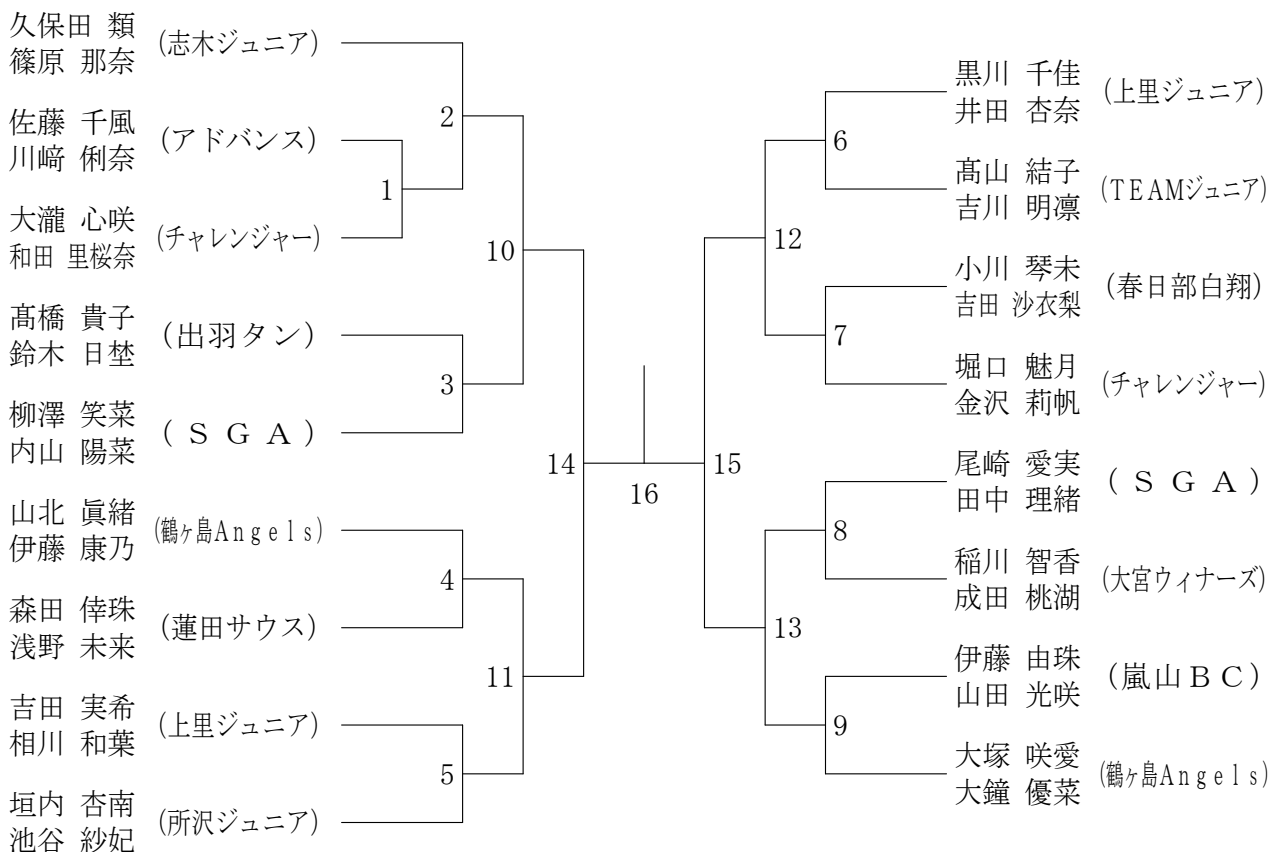 久保田 類
篠原 那奈
(志木ジュニア)
佐藤 千風
川﨑 俐奈
(アドバンス)
大瀧 心咲
和田 里桜奈
(チャレンジャー)
髙橋 貴子
鈴木 日埜
(出羽タン)
柳澤 笑菜
内山 陽菜
(ＳＧＡ)
山北 眞緒
伊藤 康乃
(鶴ヶ島Ａｎｇｅｌｓ)
森田 倖珠
浅野 未来
(蓮田サウス)
吉田 実希
相川 和葉
(上里ジュニア)
垣内 杏南
池谷 紗妃
(所沢ジュニア)
2
1
10
3
14
4
11
5
16
黒川 千佳
井田 杏奈
(上里ジュニア)
髙山 結子
吉川 明凛
(ＴＥＡＭジュニア)
小川 琴未
吉田 沙衣梨
(春日部白翔)
堀口 魅月
金沢 莉帆
(チャレンジャー)
尾崎 愛実
田中 理緒
(ＳＧＡ)
稲川 智香
成田 桃湖
(大宮ウィナーズ)
伊藤 由珠
山田 光咲
(嵐山ＢＣ)
大塚 咲愛
大鐘 優菜
(鶴ヶ島Ａｎｇｅｌｓ)
6
12
7
15
8
13
9